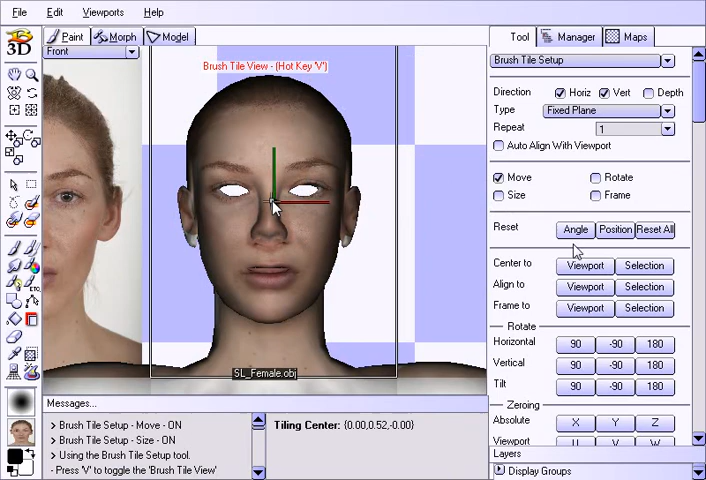 File Edit Viewports Help
3D
Paint Morph Model
Tool Manager Maps
Front
Brush Tile View - (Hot Key 'V')
Brush Tile Setup
Direction Horiz Vert Depth
Type Fixed Plane
Repeat 1
Auto Align With Viewport
Move Rotate
Size Frame
Reset Angle Position Reset All
Center to Viewport Selection
Align to Viewport Selection
Frame to Viewport Selection
Rotate
Horizontal 90 -90 180
Vertical 90 -90 180
Tilt 90 -90 180
Zeroing
Absolute X Y Z
Viewport U V W
SL_Female.obj
ETC
Messages...
> Brush Tile Setup - Move - ON
> Brush Tile Setup - Size - ON
> Using the Brush Tile Setup tool.
- Press 'V' to toggle the 'Brush Tile View'
Tiling Center: {0.00,0.52,-0.00}
Layers
Display Groups